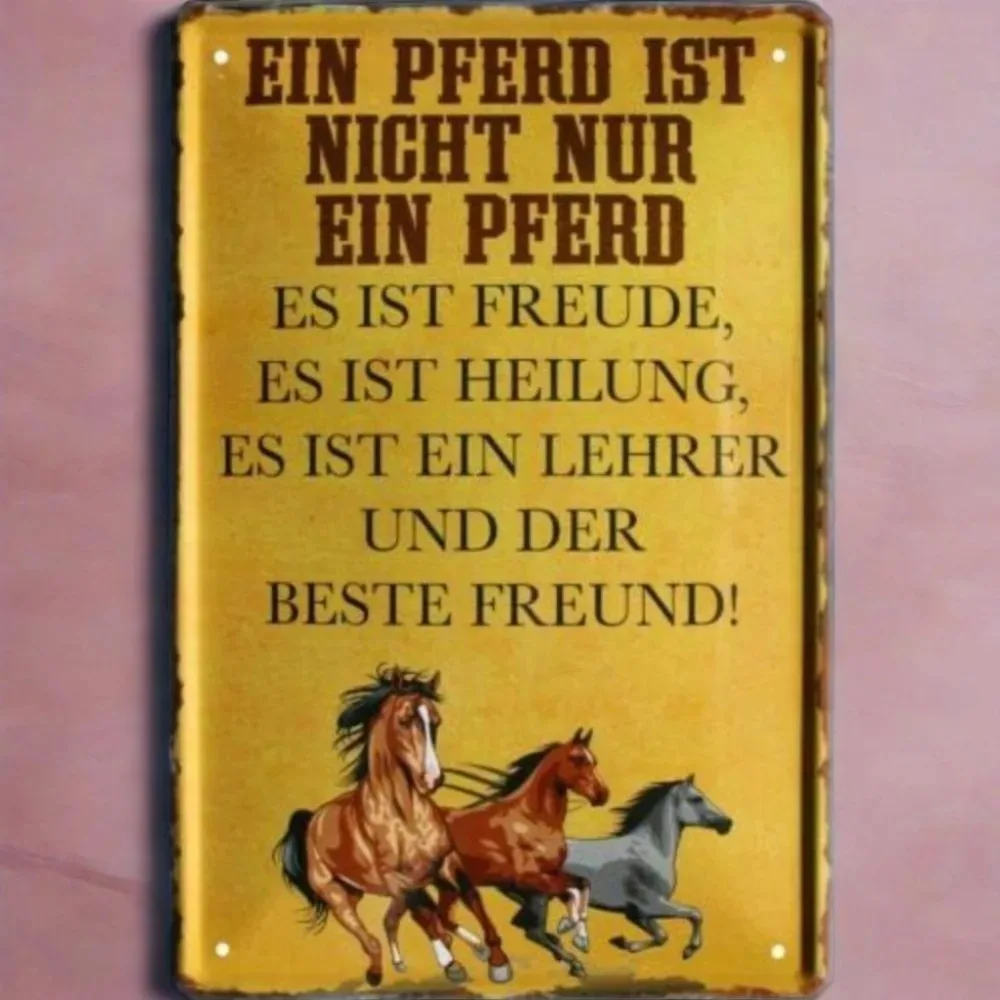 EIN PFERD IST
NICHT NUR
EIN PFERD
ES IST FREUDE,
ES IST HEILUNG,
ES IST EIN LEHRER
UND DER
BESTE FREUND!